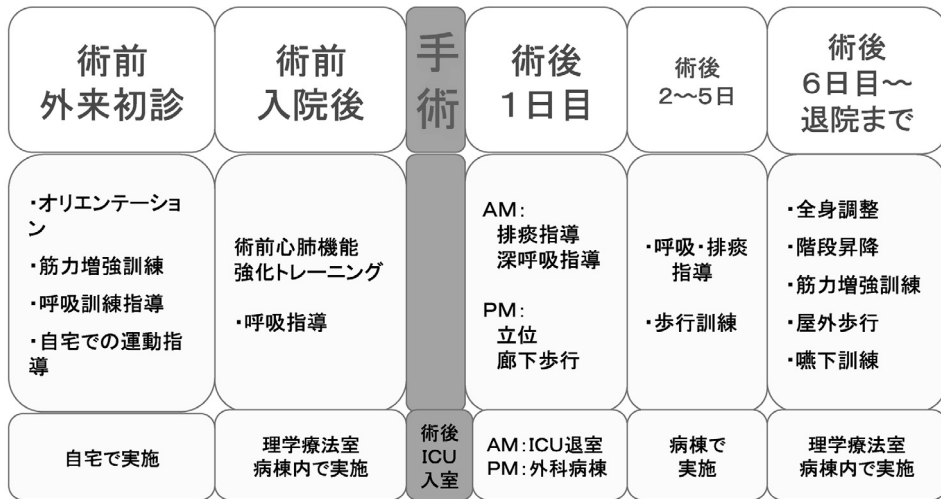 術前
外来初診
術前
入院後
手
術
術後
1日目
術後
2～5日
術後
6日目～
退院まで
・オリエンテーショ
ン
・筋力増強訓練
・呼吸訓練指導
・自宅での運動指
導
術前心肺機能
強化トレーニング
・呼吸指導
AM：
排痰指導
深呼吸指導
PM：
立位
廊下歩行
・呼吸・排痰
指導
・歩行訓練
・全身調整
・階段昇降
・筋力増強訓練
・屋外歩行
・嚥下訓練
自宅で実施
理学療法室
病棟内で実施
術後
ICU
入室
AM：ICU退室
PM：外科病棟
病棟で
実施
理学療法室
病棟内で実施